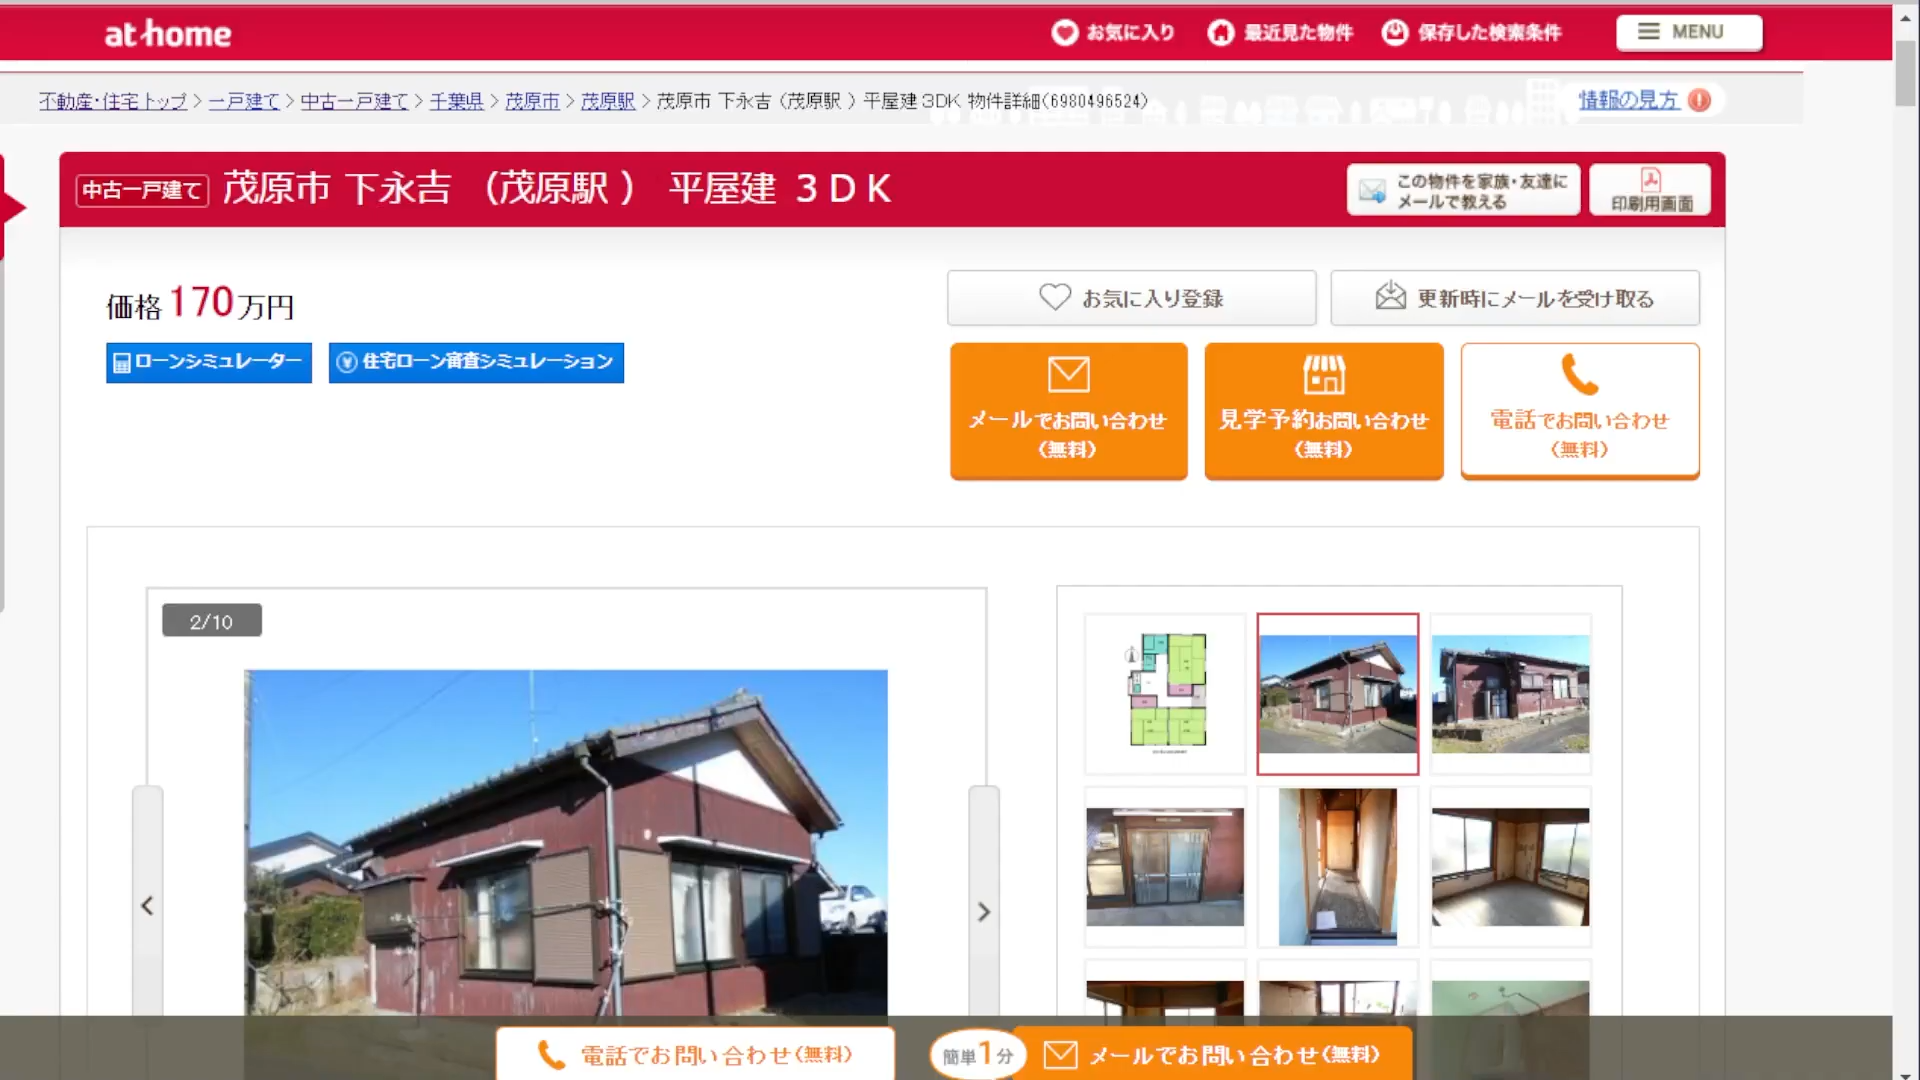 at home
お気に入り
最近見た物件
保存した検索条件
MENU
不動産・住宅トップ > 一戸建て > 中古一戸建て > 千葉県 > 茂原市 > 茂原駅 > 茂原市 下永吉 (茂原駅 ) 平屋建 3DK 物件詳細(6980496524)
情報の見方
中古一戸建て 茂原市 下永吉 (茂原駅 ) 平屋建 3DK
この物件を家族・友達に
メールで教える
印刷用画面
価格 170万円
お気に入り登録
更新時にメールを受け取る
ローンシミュレーター
住宅ローン審査シミュレーション
メールでお問い合わせ
(無料)
見学予約お問い合わせ
(無料)
電話でお問い合わせ
(無料)
2/10
電話でお問い合わせ(無料)
簡単1分
メールでお問い合わせ(無料)